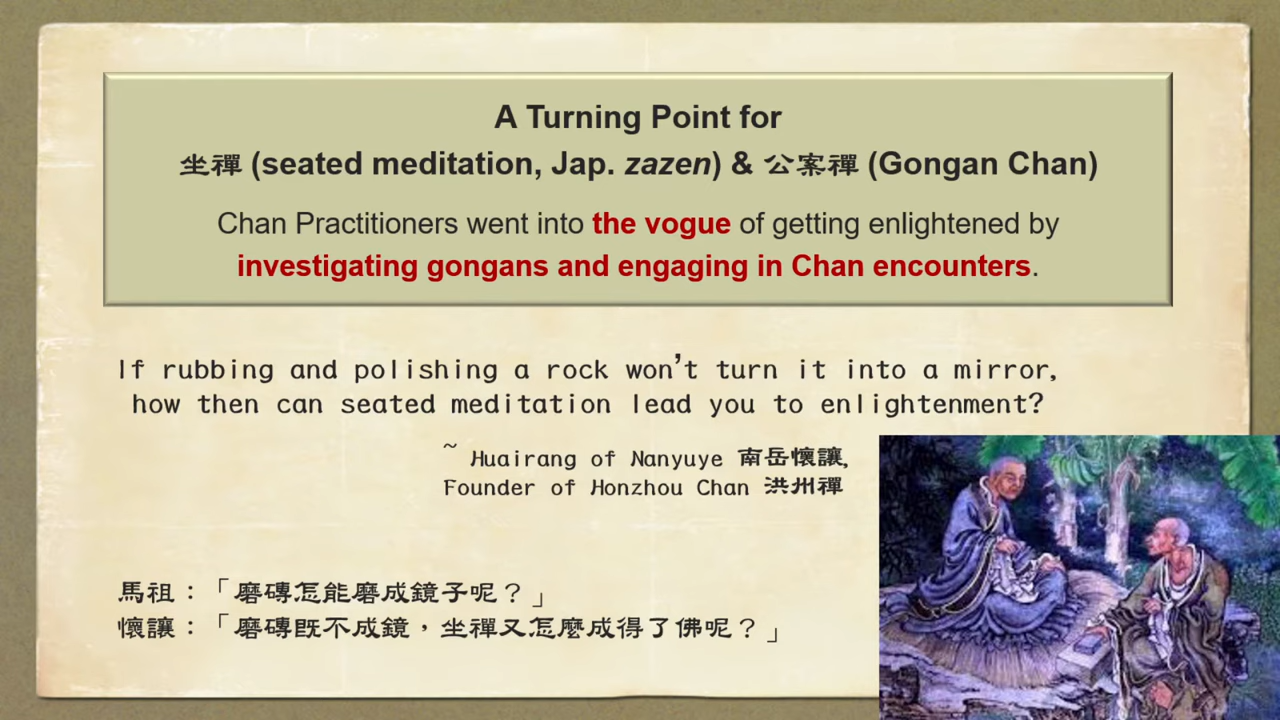 A Turning Point for
坐禪 (seated meditation, Jap. zazen) & 公案禪 (Gongan Chan)
Chan Practitioners went into the vogue of getting enlightened by
investigating gongans and engaging in Chan encounters.
If rubbing and polishing a rock won't turn it into a mirror,
how then can seated meditation lead you to enlightenment?
~ Huairang of Nanyuye 南岳懷讓,
Founder of Honzhou Chan 洪州禪
馬祖：「磨磚怎能磨成鏡子呢？」
懷讓：「磨磚既不成鏡，坐禪又怎麼成得了佛呢？」